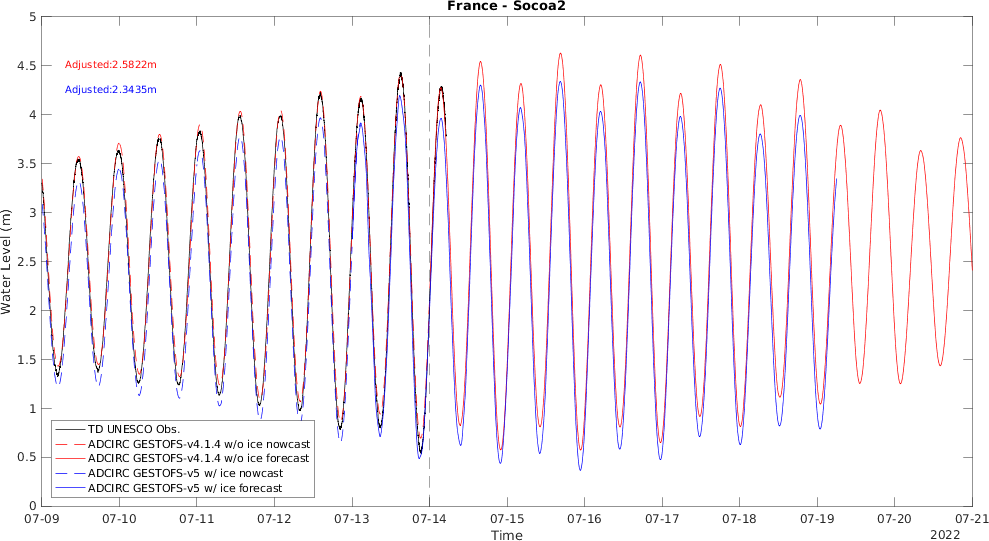 France - Socoa2
5
4.5
4
3.5
3
2.5
2
1.5
1
0.5
0
Water Level (m)
Adjusted:2.5822m
Adjusted:2.3435m
TD UNESCO Obs.
ADCIRC GESTOFS-v4.1.4 w/o ice nowcast
ADCIRC GESTOFS-v4.1.4 w/o ice forecast
ADCIRC GESTOFS-v5 w/ ice nowcast
ADCIRC GESTOFS-v5 w/ ice forecast
07-09 07-10 07-11 07-12 07-13 07-14 07-15 07-16 07-17 07-18 07-19 07-20 07-21
Time
2022